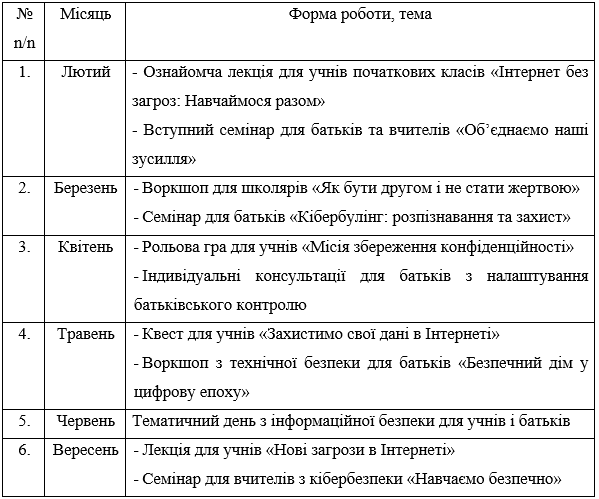 № Місяць Форма роботи, тема
n/n
1. Лютий - Ознайомча лекція для учнів початкових класів «Інтернет без
загроз: Навчаймося разом»
- Вступний семінар для батьків та вчителів «Об’єднаємо наші
зусилля»
2. Березень - Воркшоп для школярів «Як бути другом і не стати жертвою»
- Семінар для батьків «Кібербулінг: розпізнавання та захист»
3. Квітень - Рольова гра для учнів «Місія збереження конфіденційності»
- Індивідуальні консультації для батьків з налаштування
батьківського контролю
4. Травень - Квест для учнів «Захистимо свої дані в Інтернеті»
- Воркшоп з технічної безпеки для батьків «Безпечний дім у
цифрову епоху»
5. Червень Тематичний день з інформаційної безпеки для учнів і батьків
6. Вересень - Лекція для учнів «Нові загрози в Інтернеті»
- Семінар для вчителів з кібербезпеки «Навчаємо безпечно»